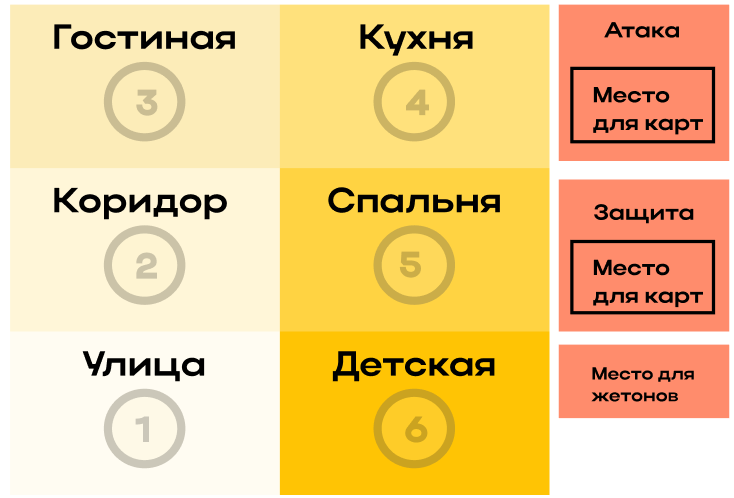 Гостиная
3
Кухня
4
Коридор
2
Спальня
5
Улица
1
Детская
6
Атака
Место
для карт
Защита
Место
для карт
Место для
жетонов